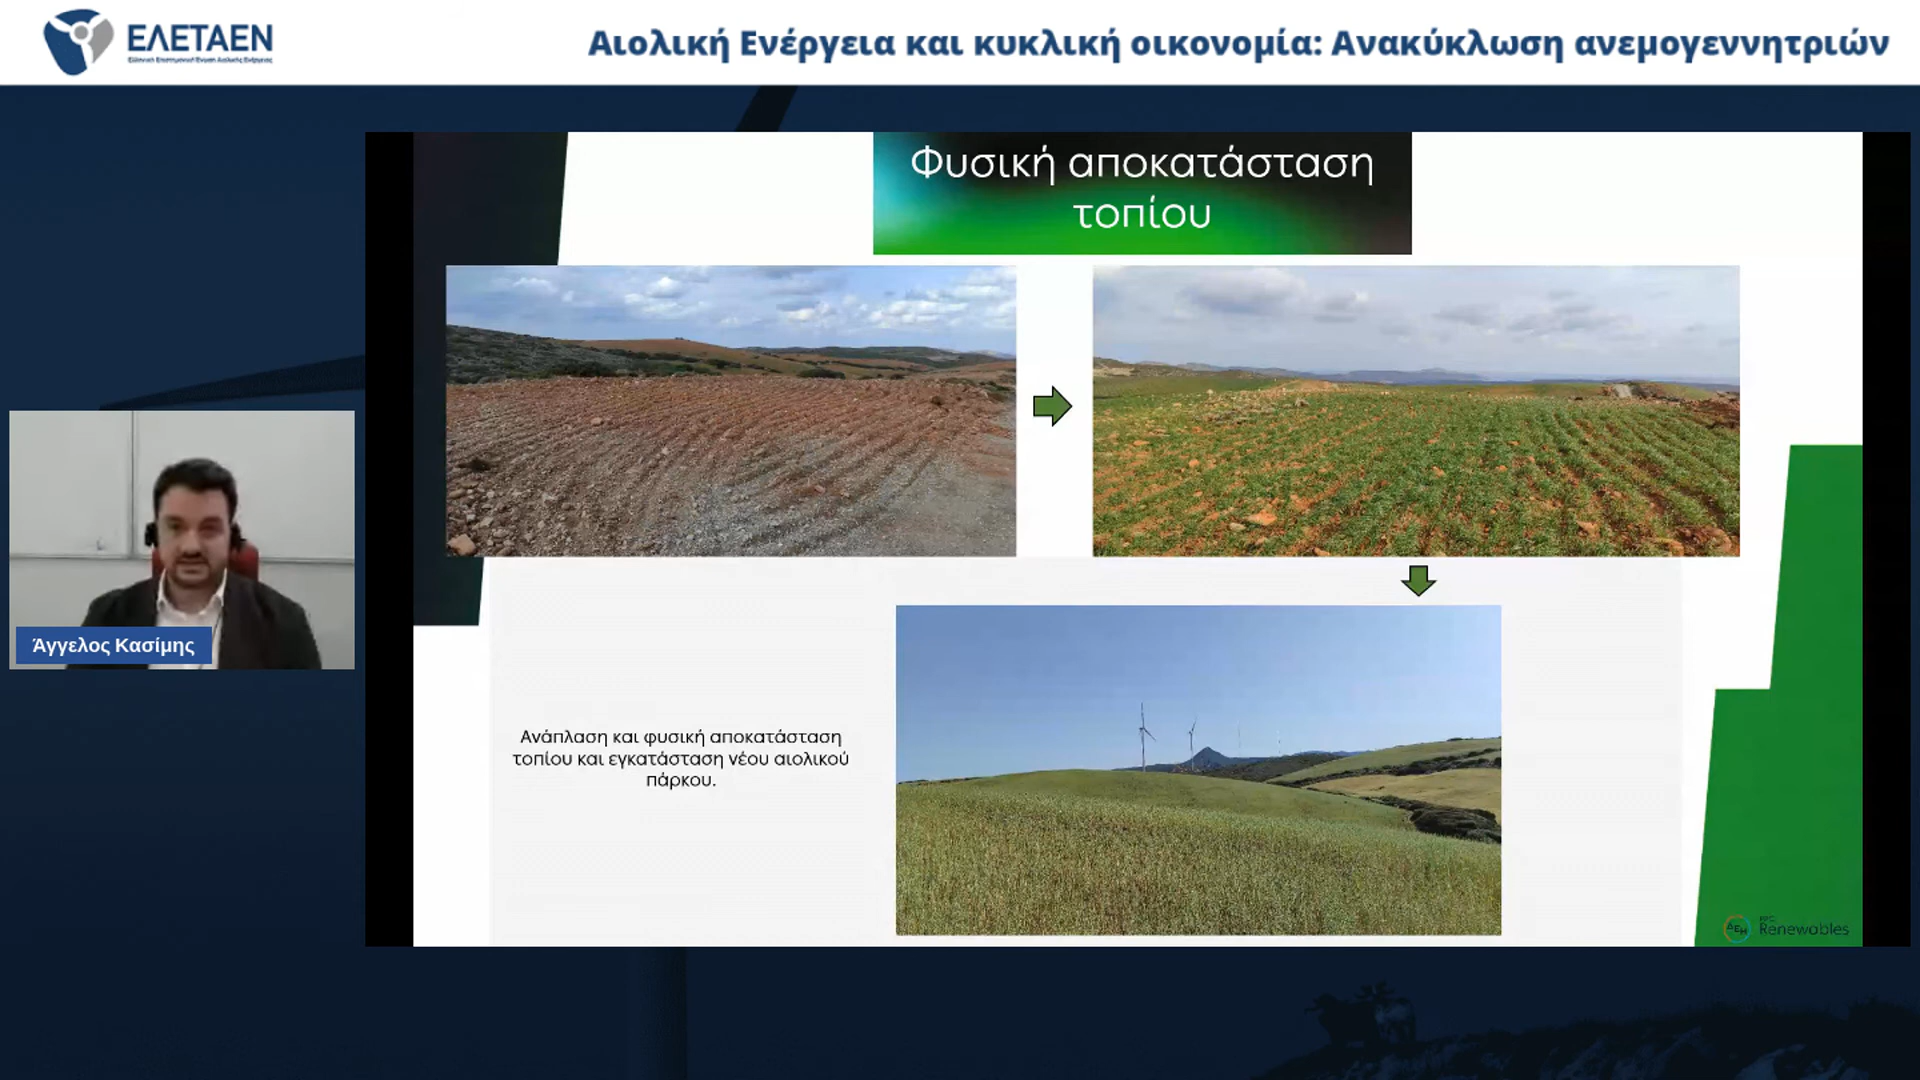 ΕΛΕΤΑΕΝ
Ελληνική Επιστημονική Ένωση Αιολικής Ενέργειας
Αιολική Ενέργεια και κυκλική οικονομία: Ανακύκλωση ανεμογεννητριών
Φυσική αποκατάσταση
τοπίου
Άγγελος Κασίμης
Ανάπλαση και φυσική αποκατάσταση
τοπίου και εγκατάσταση νέου αιολικού
πάρκου.
ΔΕΗ
PPC
Renewables